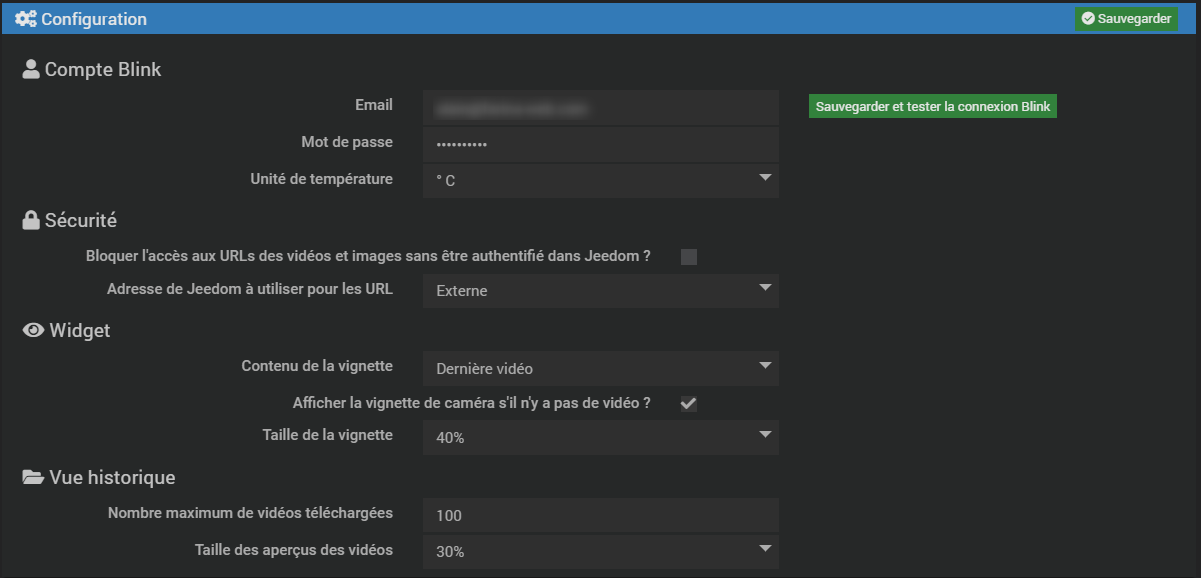 Configuration Sauvegarder
Compte Blink
Email Sauvegarder et tester la connexion Blink
Mot de passe ••••••••••
Unité de température ° C
Sécurité
Bloquer l'accès aux URLs des vidéos et images sans être authentifié dans Jeedom ?
Adresse de Jeedom à utiliser pour les URL Externe
Widget
Contenu de la vignette Dernière vidéo
Afficher la vignette de caméra s'il n'y a pas de vidéo ?
Taille de la vignette 40%
Vue historique
Nombre maximum de vidéos téléchargées 100
Taille des aperçus des vidéos 30%